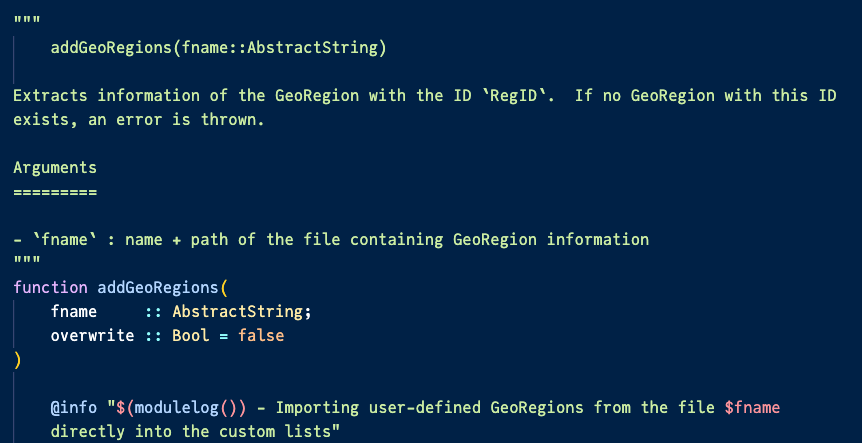 """
    addGeoRegions(fname::AbstractString)
Extracts information of the GeoRegion with the ID `RegID`.  If no GeoRegion with this ID
exists, an error is thrown.
Arguments
=========
- `fname` : name + path of the file containing GeoRegion information
"""
function addGeoRegions(
    fname     :: AbstractString;
    overwrite :: Bool = false
)
    @info "$(modulelog()) - Importing user-defined GeoRegions from the file $fname
    directly into the custom lists"